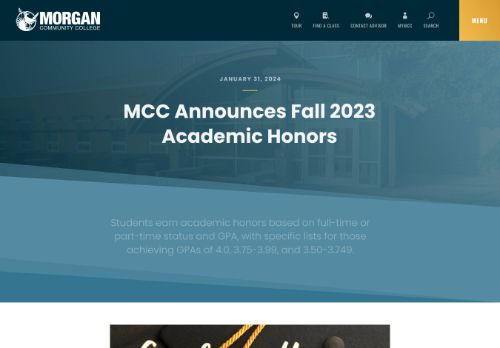 MORGAN
COMMUNITY COLLEGE
TOUR
FIND A CLASS
CONTACT ADVISOR
MYMCC
SEARCH
MENU
JANUARY 31, 2024
MCC Announces Fall 2023
Academic Honors
Students earn academic honors based on full-time or
part-time status and GPA, with specific lists for those
achieving GPAs of 4.0, 3.75-3.99, and 3.50-3.749.